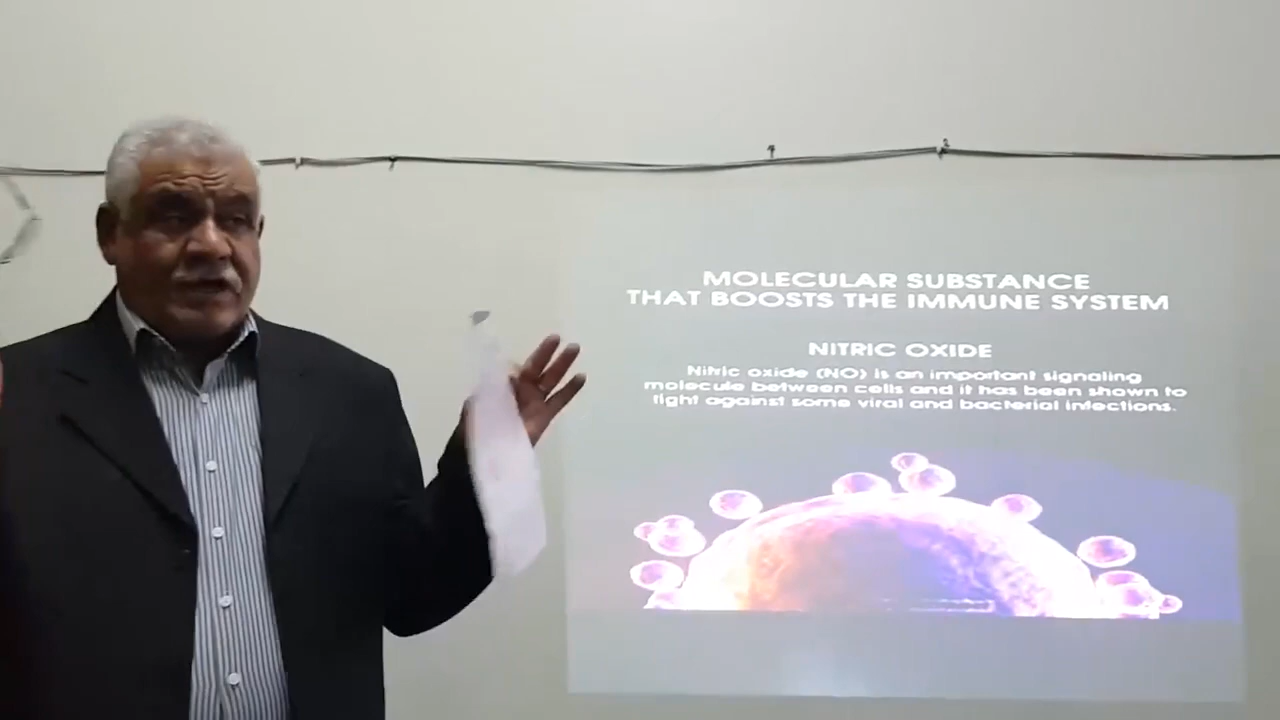 MOLECULAR SUBSTANCE
THAT BOOSTS THE IMMUNE SYSTEM
NITRIC OXIDE
Nitric oxide (NO) is an important signaling
molecule between cells and it has been shown to
fight against some viral and bacterial infections.